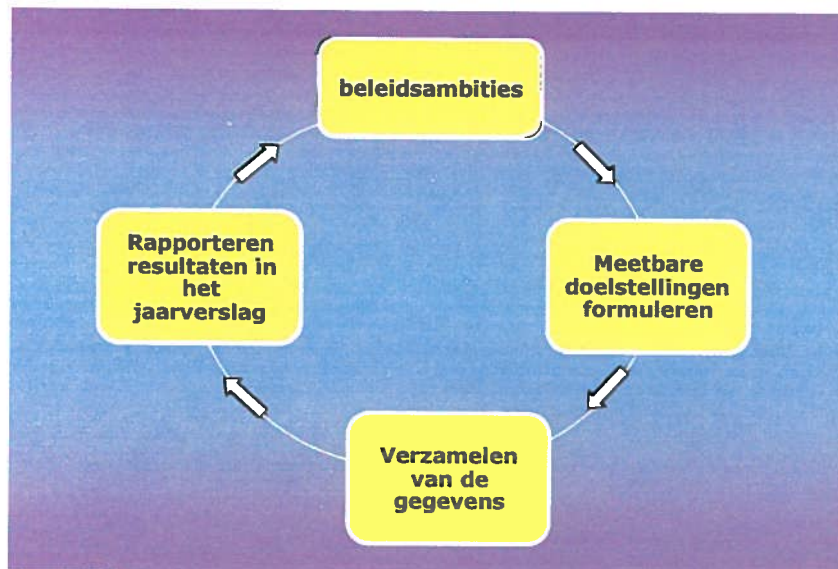 beleidsambities
Meetbare
doelstellingen
formuleren
Verzamelen
van de
gegevens
Rapporteren
resultaten in
het
jaarverslag